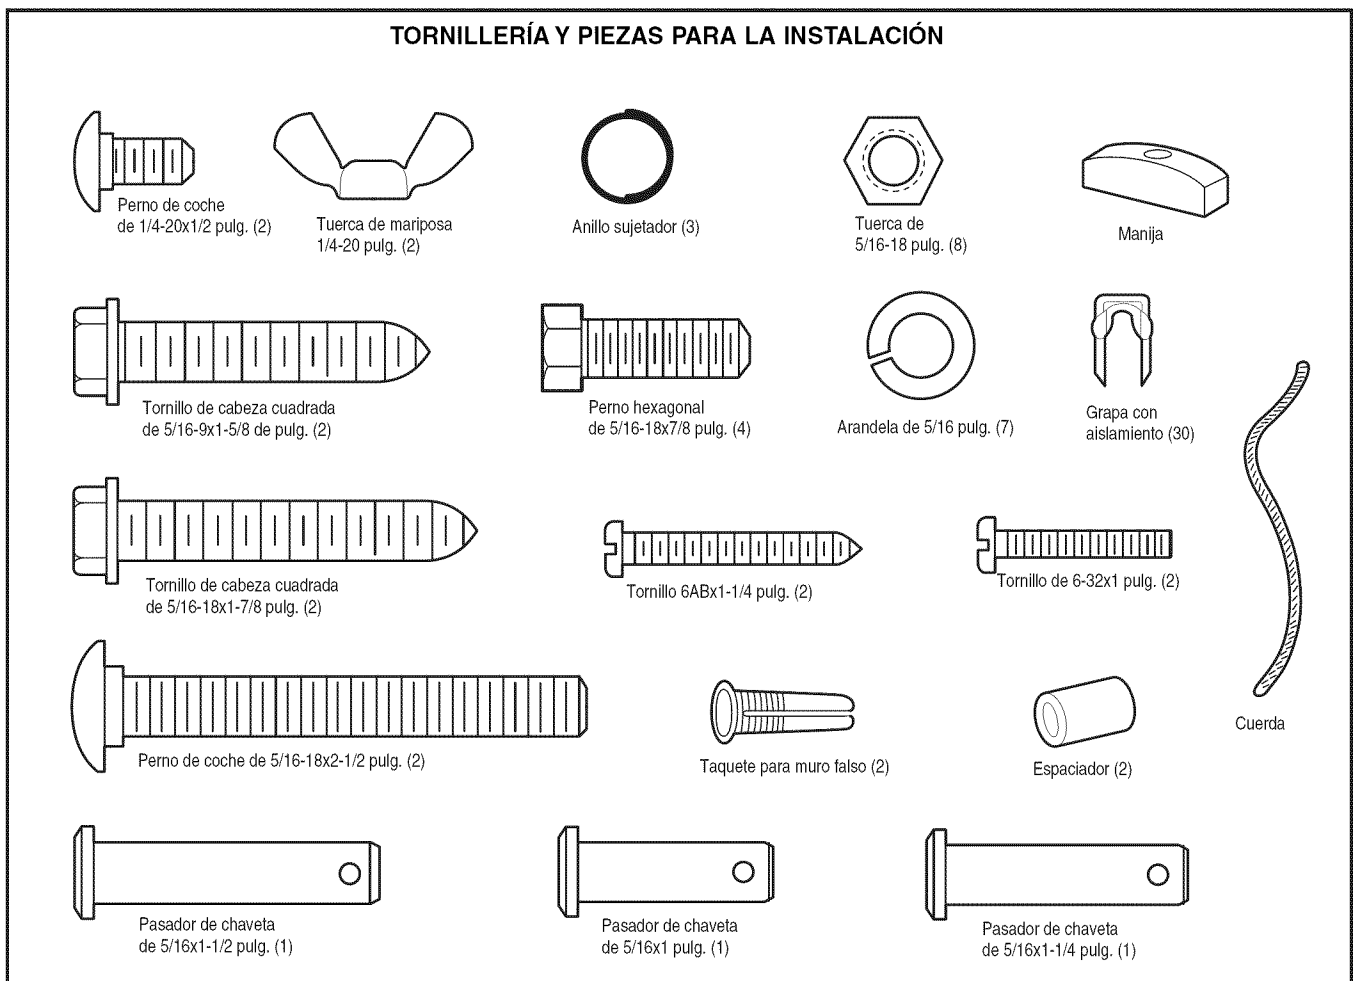 TORNILLERÍA Y PIEZAS PARA LA INSTALACIÓN
Perno de coche
de 1/4-20x1/2 pulg. (2)
Tuerca de mariposa
1/4-20 pulg. (2)
Anillo sujetador (3)
Tuerca de
5/16-18 pulg. (8)
Manija
Tornillo de cabeza cuadrada
de 5/16-9x1-5/8 de pulg. (2)
Perno hexagonal
de 5/16-18x7/8 pulg. (4)
Arandela de 5/16 pulg. (7)
Grapa con
aislamiento (30)
Tornillo de cabeza cuadrada
de 5/16-18x1-7/8 pulg. (2)
Tornillo 6ABx1-1/4 pulg. (2)
Tornillo de 6-32x1 pulg. (2)
Cuerda
Perno de coche de 5/16-18x2-1/2 pulg. (2)
Taquete para muro falso (2)
Espaciador (2)
Pasador de chaveta
de 5/16x1-1/2 pulg. (1)
Pasador de chaveta
de 5/16x1 pulg. (1)
Pasador de chaveta
de 5/16x1-1/4 pulg. (1)